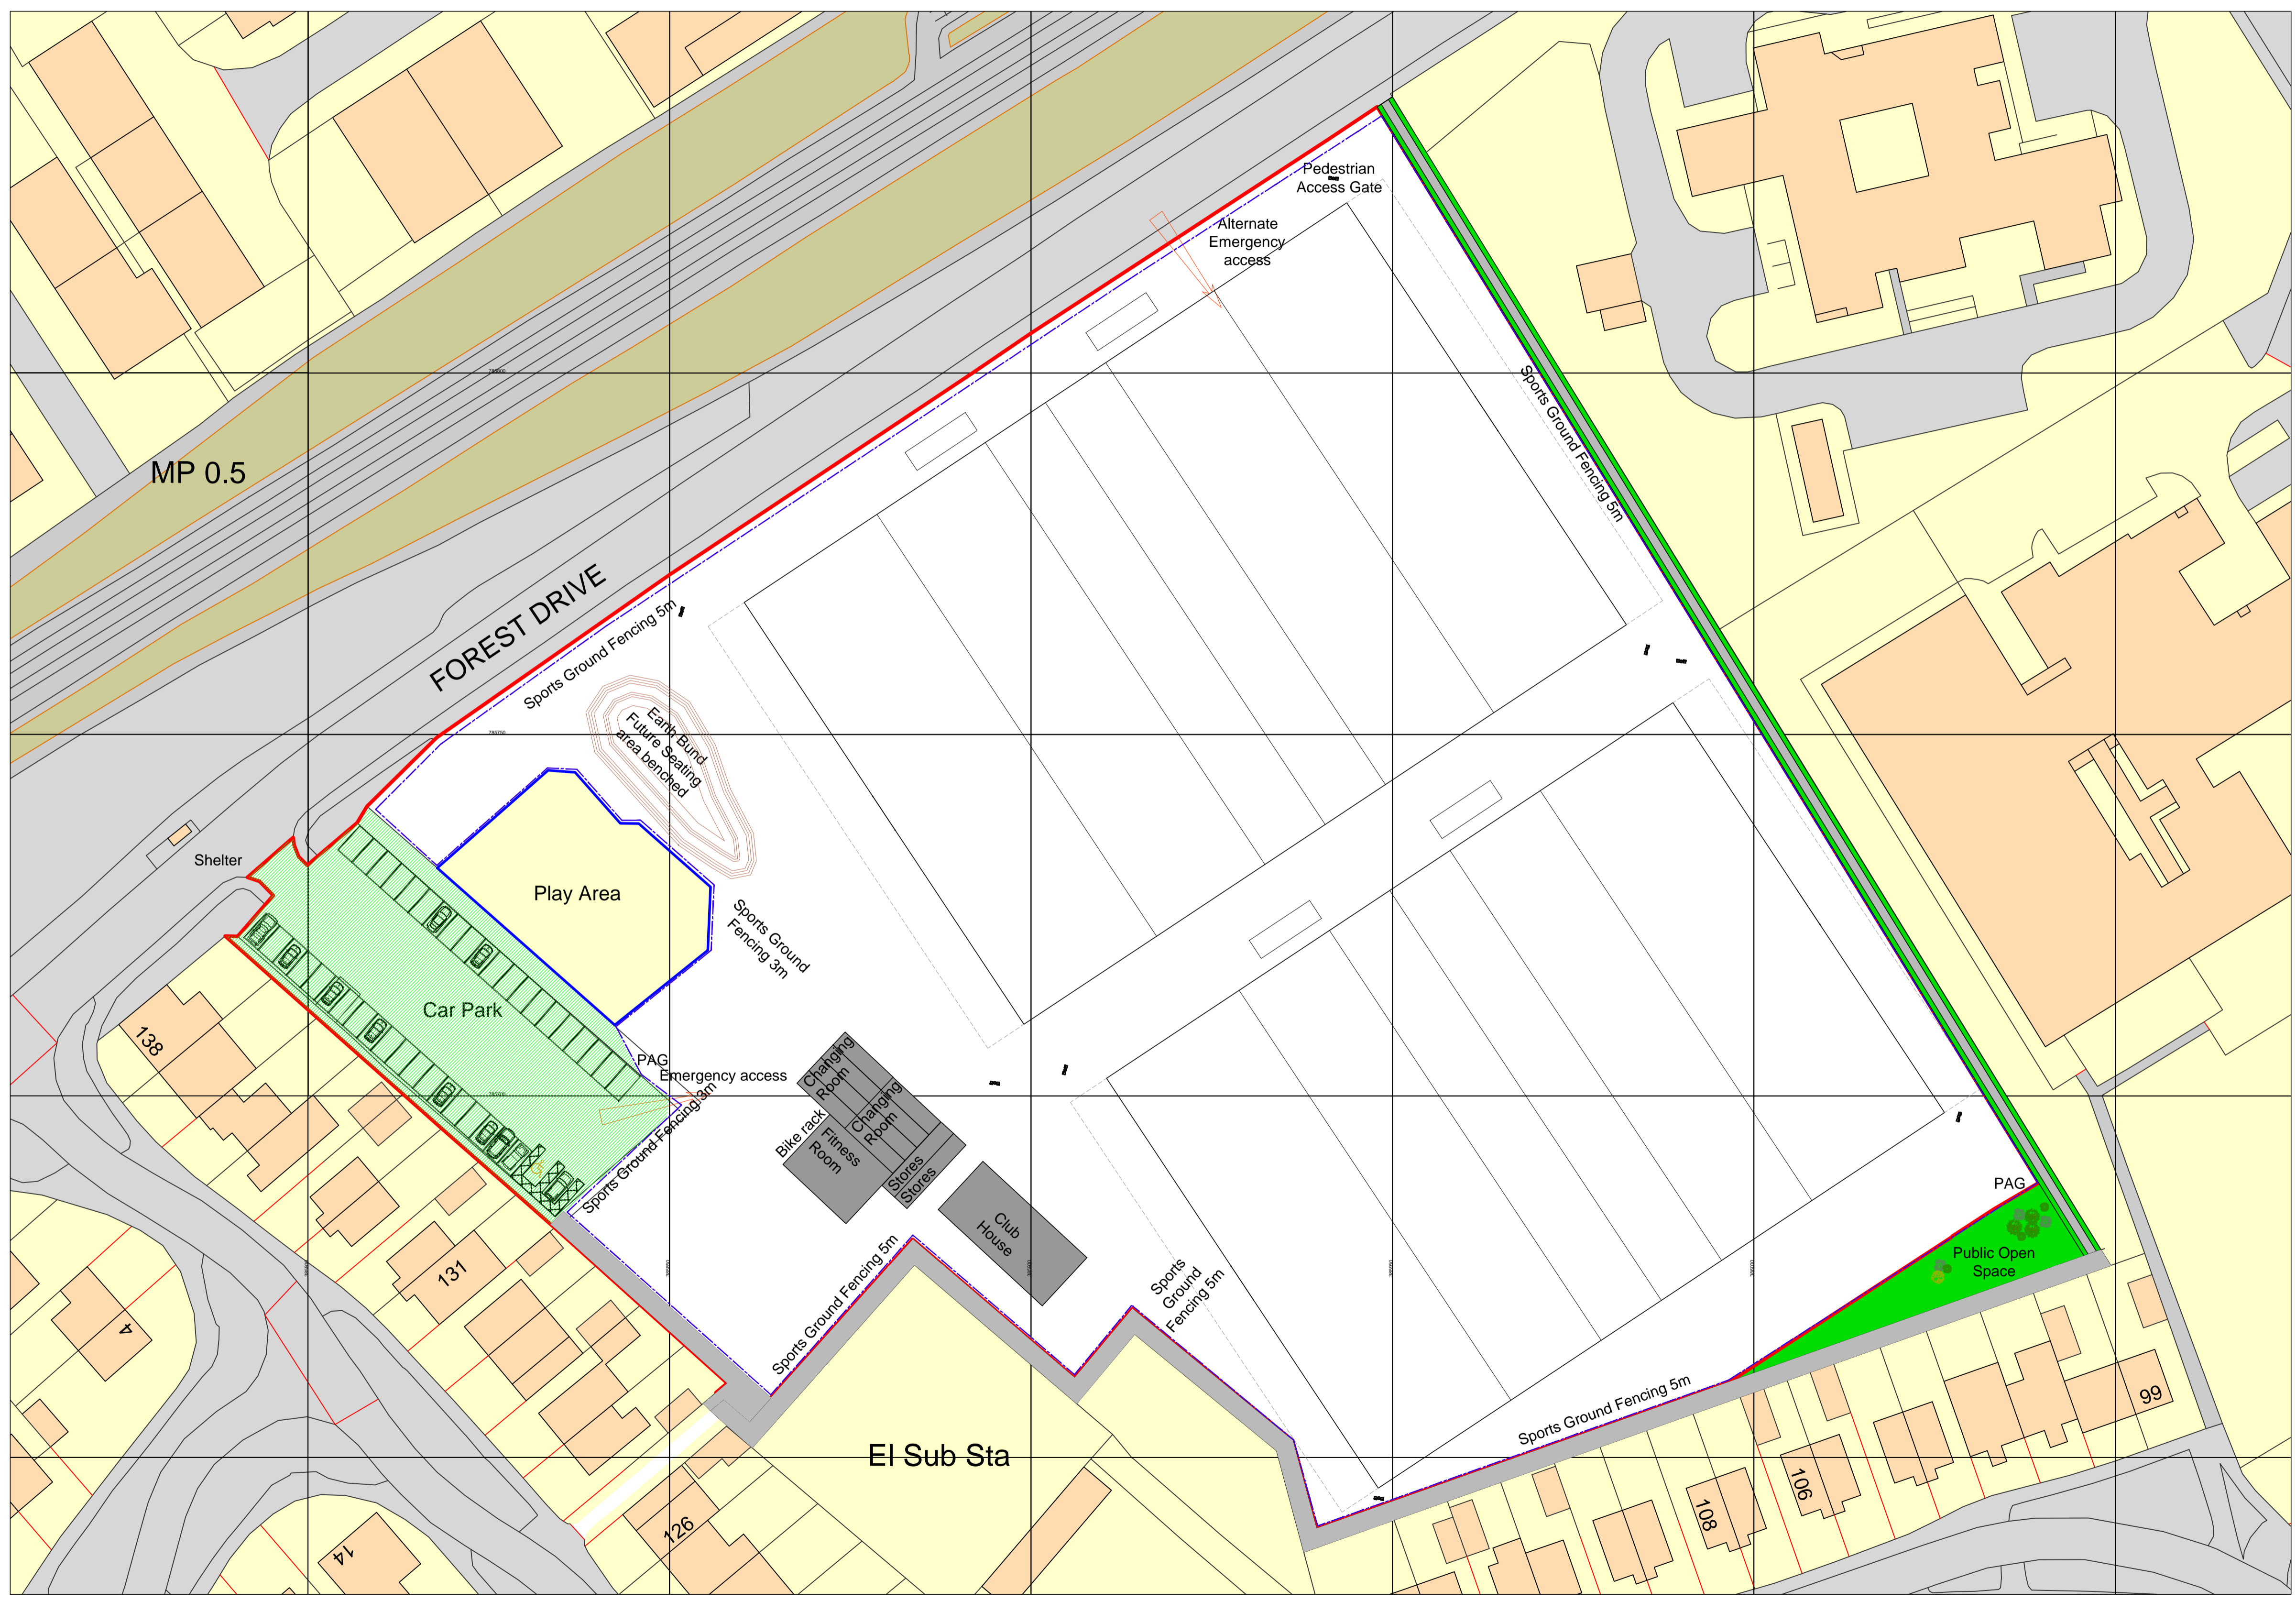 Pedestrian
Access Gate
Alternate
Emergency
access
785800
Sports Ground Fencing 5m
MP 0.5
FOREST DRIVE
Sports Ground Fencing 5m
785750
Earth Bund
Future Seating
area benched
Shelter
Play Area
Sports Ground
Fencing 3m
Car Park
138
PAG
Emergency access
785700
Sports Ground Fencing 3m
Changing
Room
Changing
Room
Bike rack
Fitness
Room
Stores
Stores
Club
House
PAG
Public Open
Space
131
4
Sports Ground Fencing 5m
Sports
Ground
Fencing 5m
Sports Ground Fencing 5m
El Sub Sta
99
106
108
126
14